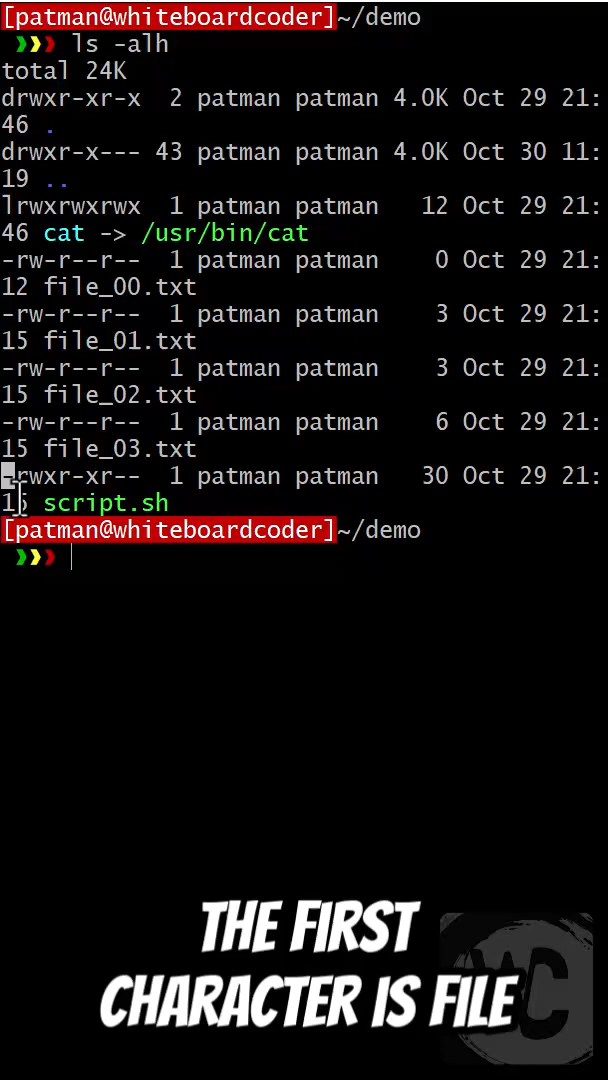 [patman@whiteboardcoder]~/demo
❯❯❯ ls -alh
total 24K
drwxr-xr-x  2 patman patman 4.0K Oct 29 21:
46 .
drwxr-x--- 43 patman patman 4.0K Oct 30 11:
19 ..
lrwxrwxrwx  1 patman patman   12 Oct 29 21:
46 cat -> /usr/bin/cat
-rw-r--r--  1 patman patman    0 Oct 29 21:
12 file_00.txt
-rw-r--r--  1 patman patman    3 Oct 29 21:
15 file_01.txt
-rw-r--r--  1 patman patman    3 Oct 29 21:
15 file_02.txt
-rw-r--r--  1 patman patman    6 Oct 29 21:
15 file_03.txt
-rwxr-xr--  1 patman patman   30 Oct 29 21:
15 script.sh
[patman@whiteboardcoder]~/demo
❯❯❯
THE FIRST
CHARACTER IS FILE
WC